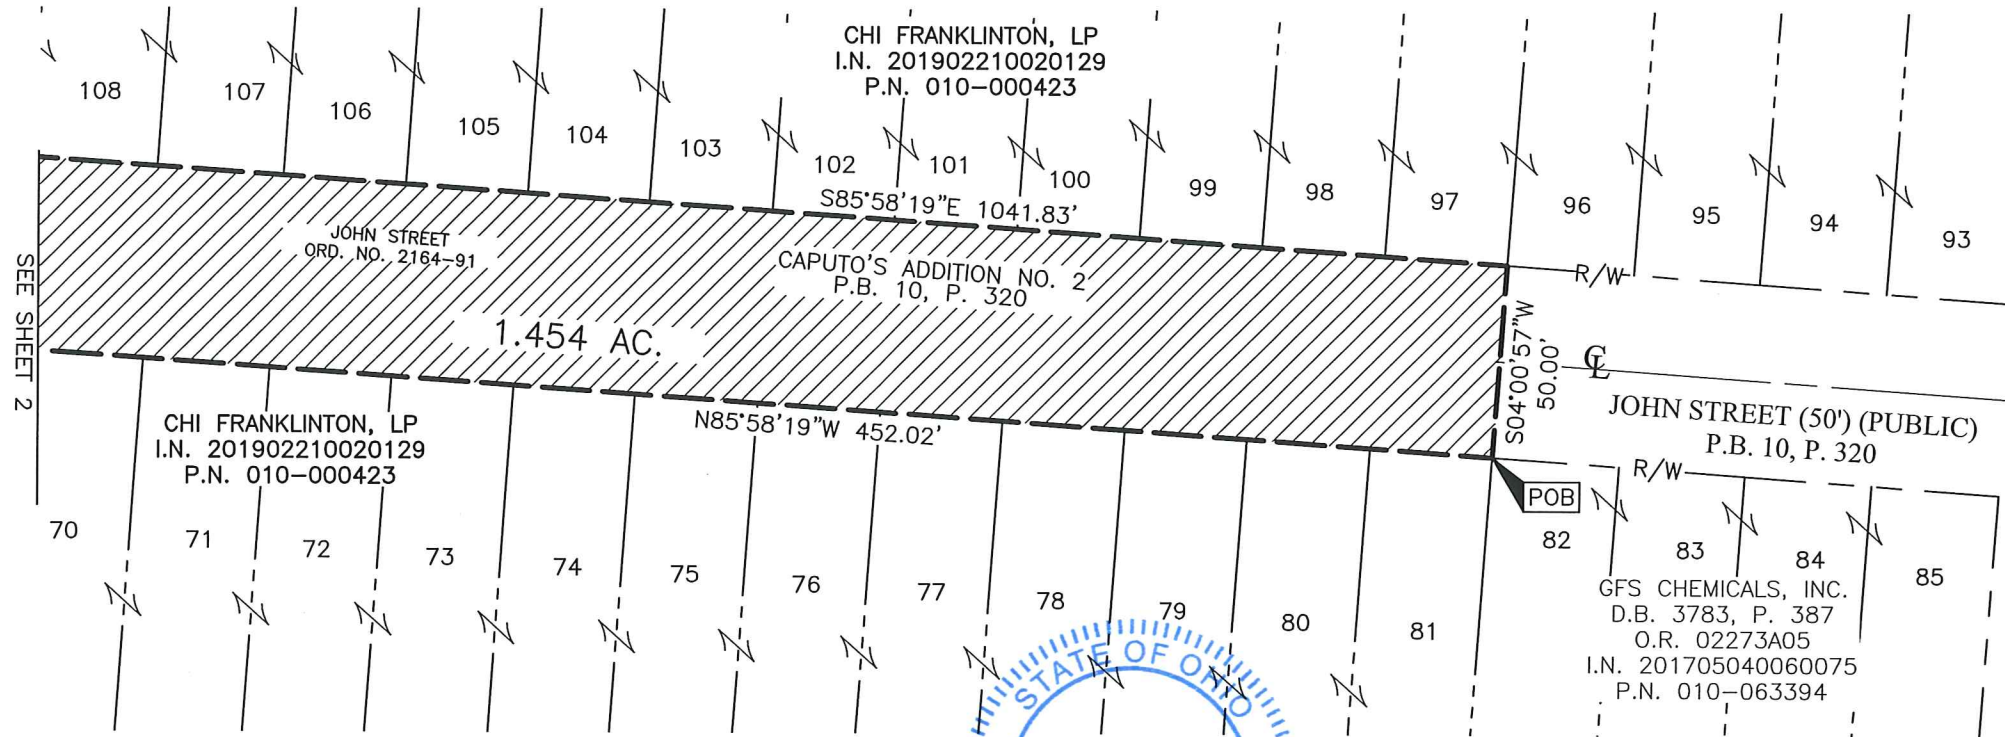 CHI FRANKLINTON, LP
I.N. 201902210020129
P.N. 010-000423
108
107
106
105
104
103
102
101
100
99
98
97
96
95
94
93
S85°58'19"E 1041.83'
JOHN STREET
ORD. NO. 2164-91
CAPUTO'S ADDITION NO. 2
P.B. 10, P. 320
1.454 AC.
SEE SHEET 2
R/W
S04°00'57"W
50.00'
CL
JOHN STREET (50') (PUBLIC)
P.B. 10, P. 320
N85°58'19"W 452.02'
CHI FRANKLINTON, LP
I.N. 201902210020129
P.N. 010-000423
R/W
POB
70
71
72
73
74
75
76
77
78
79
80
81
82
83
84
85
GFS CHEMICALS, INC.
D.B. 3783, P. 387
O.R. 02273A05
I.N. 201705040060075
P.N. 010-063394
STATE OF OHIO